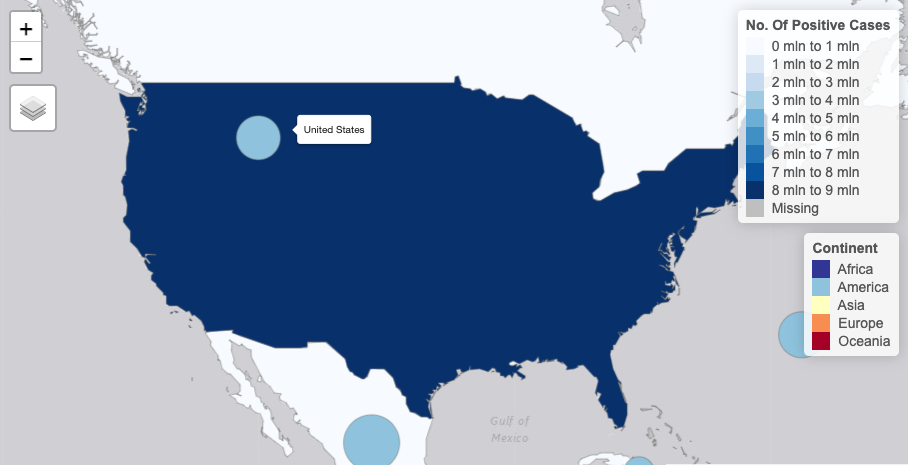 +
−
United States
Gulf of
Mexico
No. Of Positive Cases
0 mln to 1 mln
1 mln to 2 mln
2 mln to 3 mln
3 mln to 4 mln
4 mln to 5 mln
5 mln to 6 mln
6 mln to 7 mln
7 mln to 8 mln
8 mln to 9 mln
Missing
Continent
Africa
America
Asia
Europe
Oceania